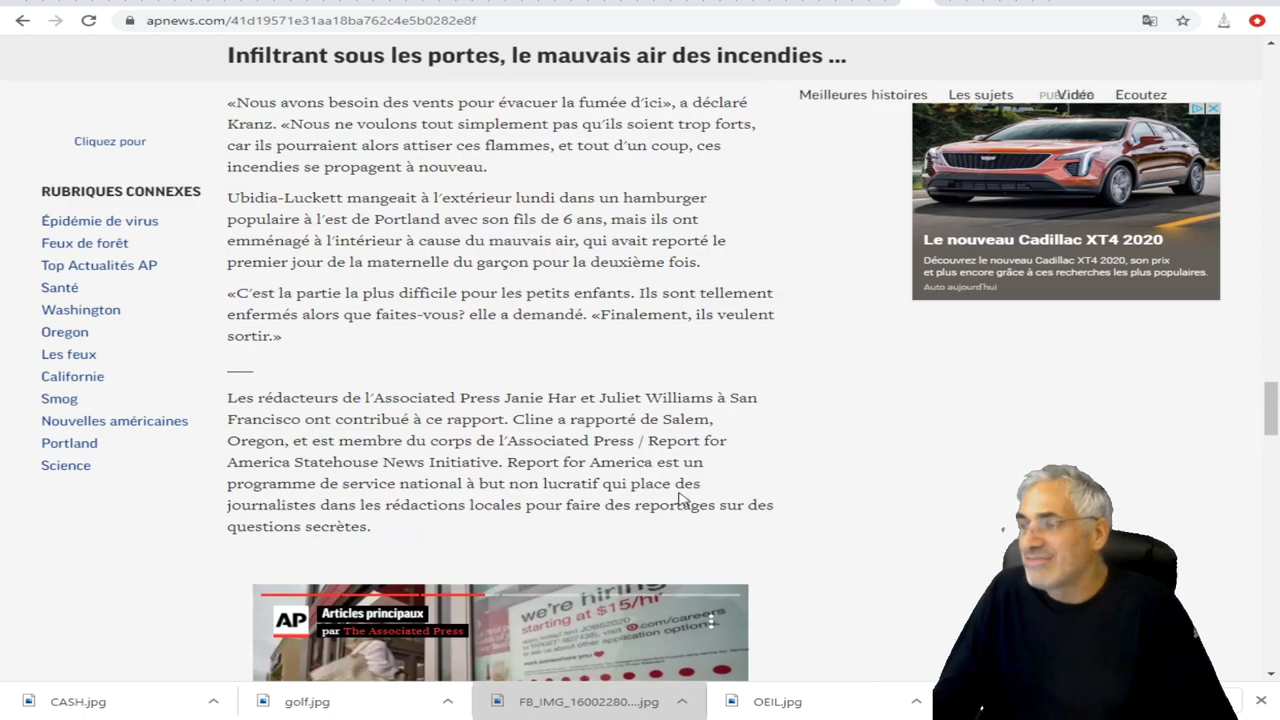 apnews.com/41d19571e31aa18ba762c4e5b0282e8f
Infiltrant sous les portes, le mauvais air des incendies ...
Meilleures histoires
Les sujets
Vidéo
Ecoutez
Cliquez pour
RUBRIQUES CONNEXES
Épidémie de virus
Feux de forêt
Top Actualités AP
Santé
Washington
Oregon
Les feux
Californie
Smog
Nouvelles américaines
Portland
Science
«Nous avons besoin des vents pour évacuer la fumée d'ici», a déclaré
Kranz. «Nous ne voulons tout simplement pas qu'ils soient trop forts,
car ils pourraient alors attiser ces flammes, et tout d'un coup, ces
incendies se propagent à nouveau.
Ubidia-Luckett mangeait à l'extérieur lundi dans un hamburger
populaire à l'est de Portland avec son fils de 6 ans, mais ils ont
emménagé à l'intérieur à cause du mauvais air, qui avait reporté le
premier jour de la maternelle du garçon pour la deuxième fois.
«C'est la partie la plus difficile pour les petits enfants. Ils sont tellement
enfermés alors que faites-vous? elle a demandé. «Finalement, ils veulent
sortir.»
Les rédacteurs de l'Associated Press Janie Har et Juliet Williams à San
Francisco ont contribué à ce rapport. Cline a rapporté de Salem,
Oregon, et est membre du corps de l'Associated Press / Report for
America Statehouse News Initiative. Report for America est un
programme de service national à but non lucratif qui place des
journalistes dans les rédactions locales pour faire des reportages sur des
questions secrètes.
Le nouveau Cadillac XT4 2020
Découvrez le nouveau Cadillac XT4 2020, son prix
et plus encore grâce à ces recherches les plus populaires.
Auto aujourd'hui
AP
Articles principaux
par The Associated Press
we're hiring
starting at $15/hr
.com/careers
CASH.jpg
golf.jpg
FB_IMG_16002280....jpg
OEIL.jpg